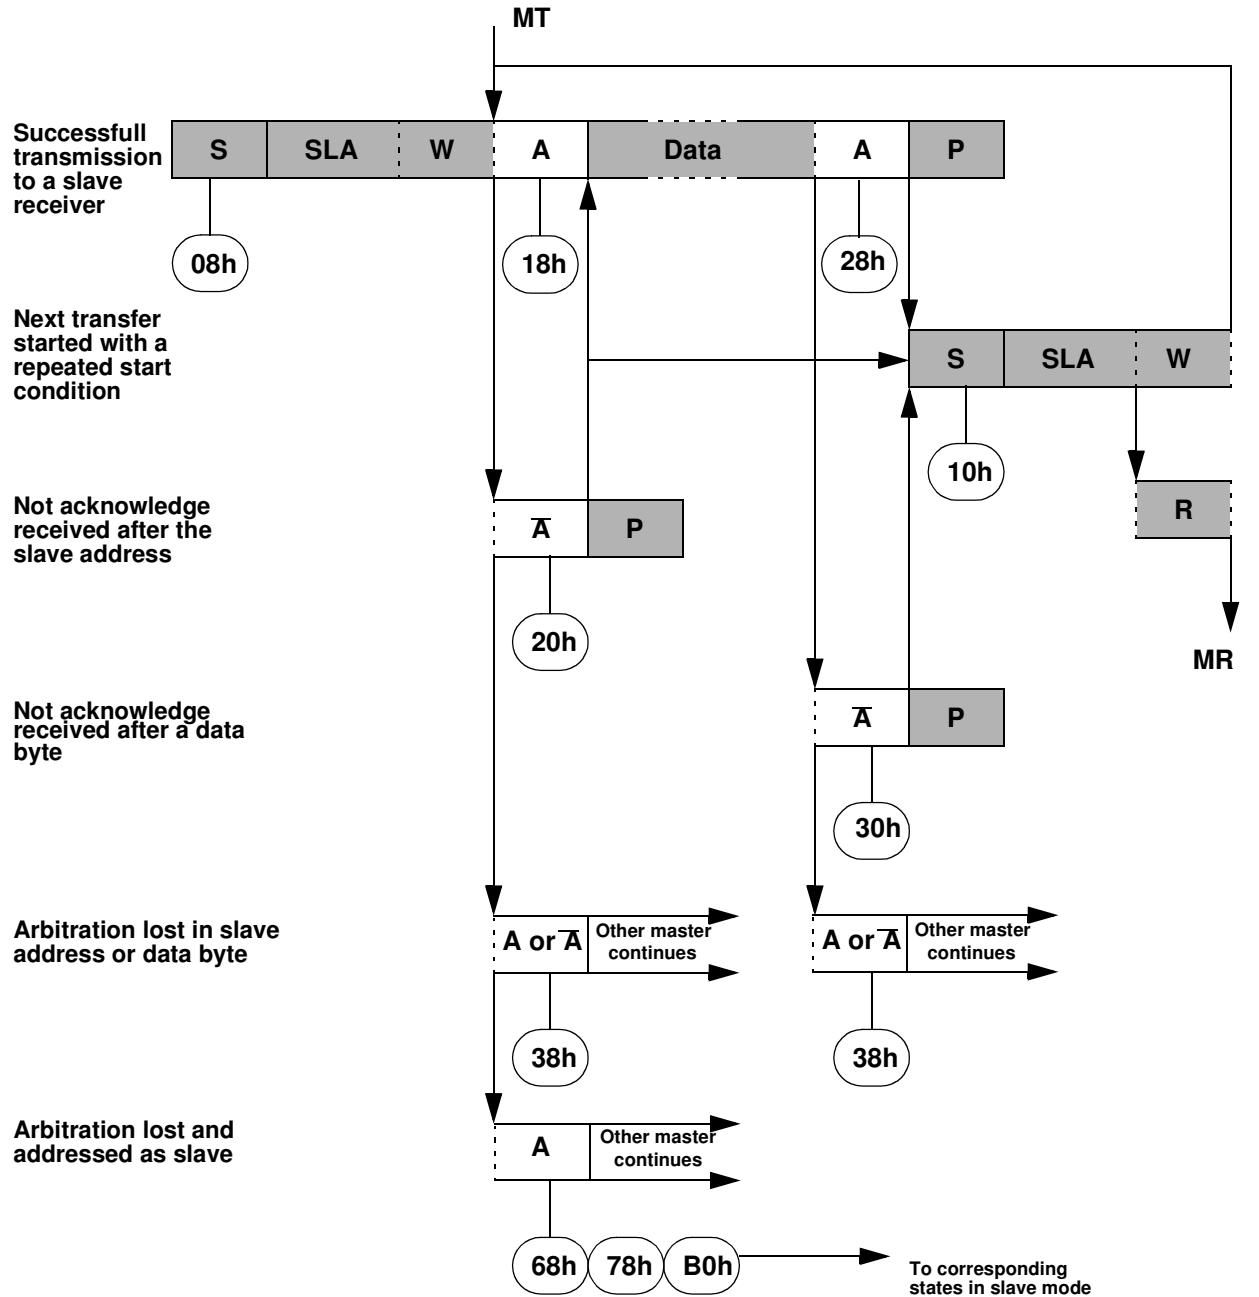 MT
Successfull
transmission
to a slave
receiver
S SLA W A Data A P
08h 18h 28h
Next transfer
started with a
repeated start
condition
S SLA W
10h
Not acknowledge
received after the
slave address
A̅ P
R
20h
MR
Not acknowledge
received after a data
byte
A̅ P
30h
Arbitration lost in slave
address or data byte
A or A̅
Other master
continues
A or A̅
Other master
continues
38h 38h
Arbitration lost and
addressed as slave
A
Other master
continues
68h 78h B0h
To corresponding
states in slave mode